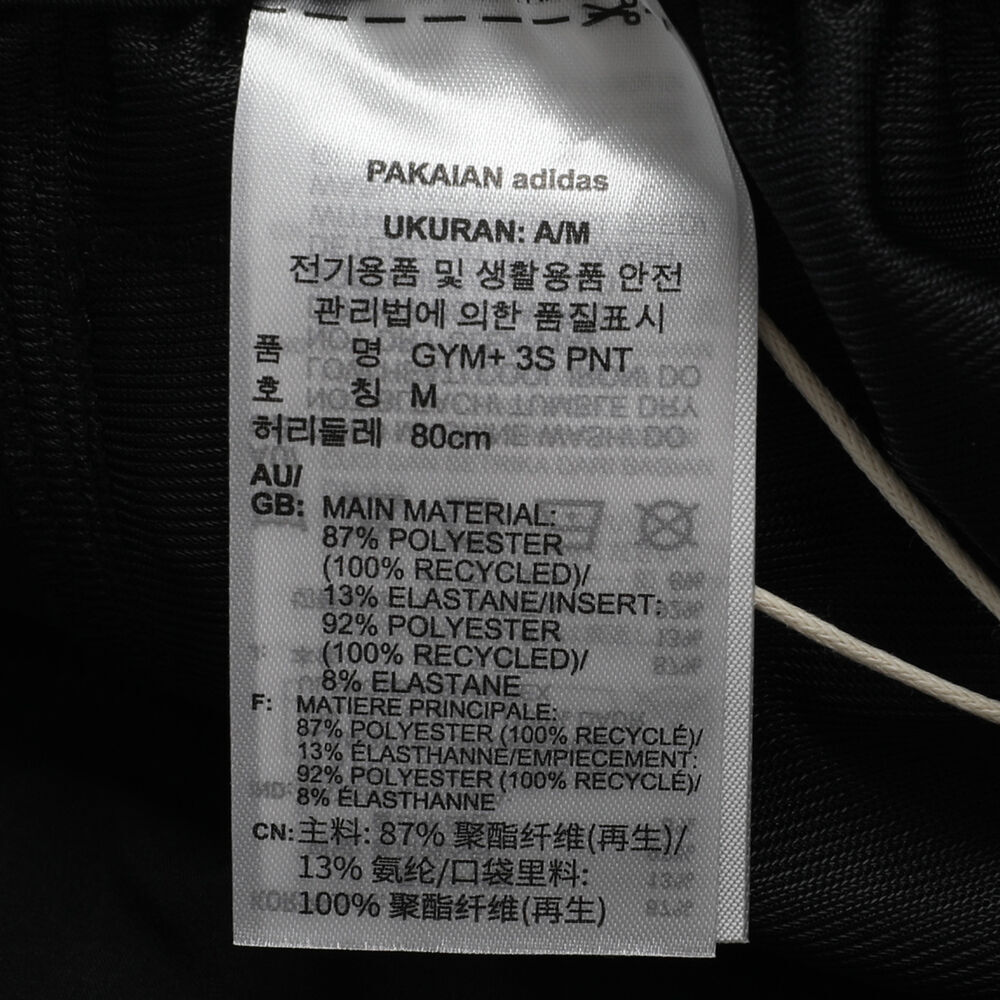 PAKAIAN adidas
UKURAN: A/M
전기용품 및 생활용품 안전
관리법에 의한 품질표시
품 명 GYM+ 3S PNT
호 칭 M
허리둘레 80cm
AU/
GB: MAIN MATERIAL:
87% POLYESTER
(100% RECYCLED)/
13% ELASTANE/INSERT:
92% POLYESTER
(100% RECYCLED)/
8% ELASTANE
F: MATIERE PRINCIPALE:
87% POLYESTER (100% RECYCLÉ)/
13% ÉLASTHANNE/EMPIECEMENT:
92% POLYESTER (100% RECYCLÉ)/
8% ÉLASTHANNE
CN: 主料: 87% 聚酯纤维(再生)/
13% 氨纶/口袋里料:
100% 聚酯纤维(再生)